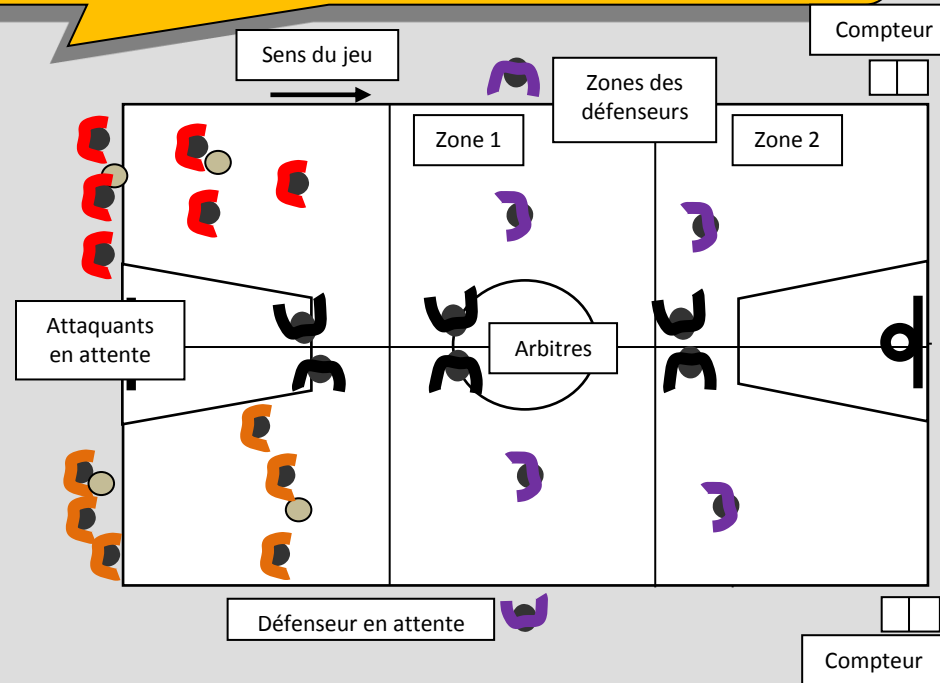 Compteur
Sens du jeu
Zones des
défenseurs
Zone 1
Zone 2
Attaquants
en attente
Arbitres
Défenseur en attente
Compteur